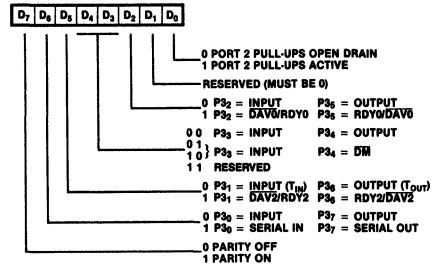 D7 D6 D5 D4 D3 D2 D1 D0
0 PORT 2 PULL-UPS OPEN DRAIN
1 PORT 2 PULL-UPS ACTIVE
RESERVED (MUST BE 0)
0 P32 = INPUT P35 = OUTPUT
1 P32 = DAV0/RDY0 P35 = RDY0/DAV0
0 0 P33 = INPUT P34 = OUTPUT
0 1
1 0 } P33 = INPUT P34 = DM
1 1 RESERVED
0 P31 = INPUT (TIN) P36 = OUTPUT (TOUT)
1 P31 = DAV2/RDY2 P36 = RDY2/DAV2
0 P30 = INPUT P37 = OUTPUT
1 P30 = SERIAL IN P37 = SERIAL OUT
0 PARITY OFF
1 PARITY ON